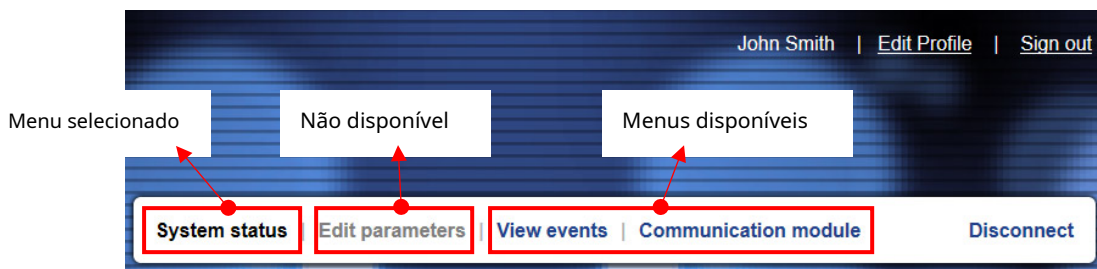 John Smith | Edit Profile | Sign out
Menu selecionado
Não disponível
Menus disponíveis
System status | Edit parameters | View events | Communication module
Disconnect